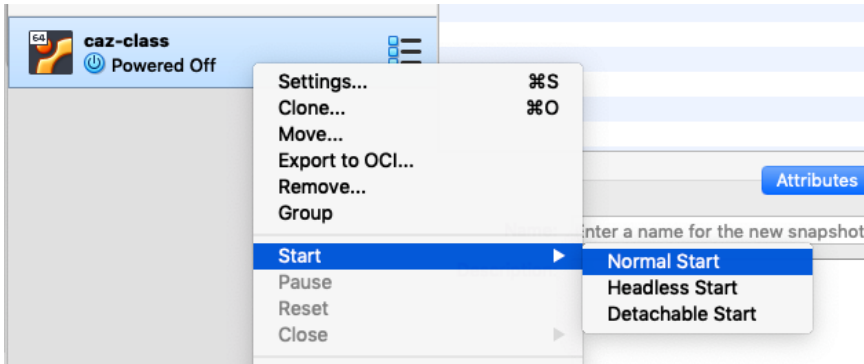 64
caz-class
Powered Off
Settings... ⌘S
Clone... ⌘O
Move...
Export to OCI...
Remove...
Group
Start
Pause
Reset
Close
Attributes
Enter a name for the new snapshot
Normal Start
Headless Start
Detachable Start